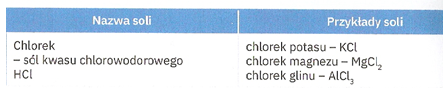 Nazwa soli
Przykłady soli
Chlorek
– sól kwasu chlorowodorowego
HCl
chlorek potasu – KCl
chlorek magnezu – MgCl₂
chlorek glinu – AlCl₃